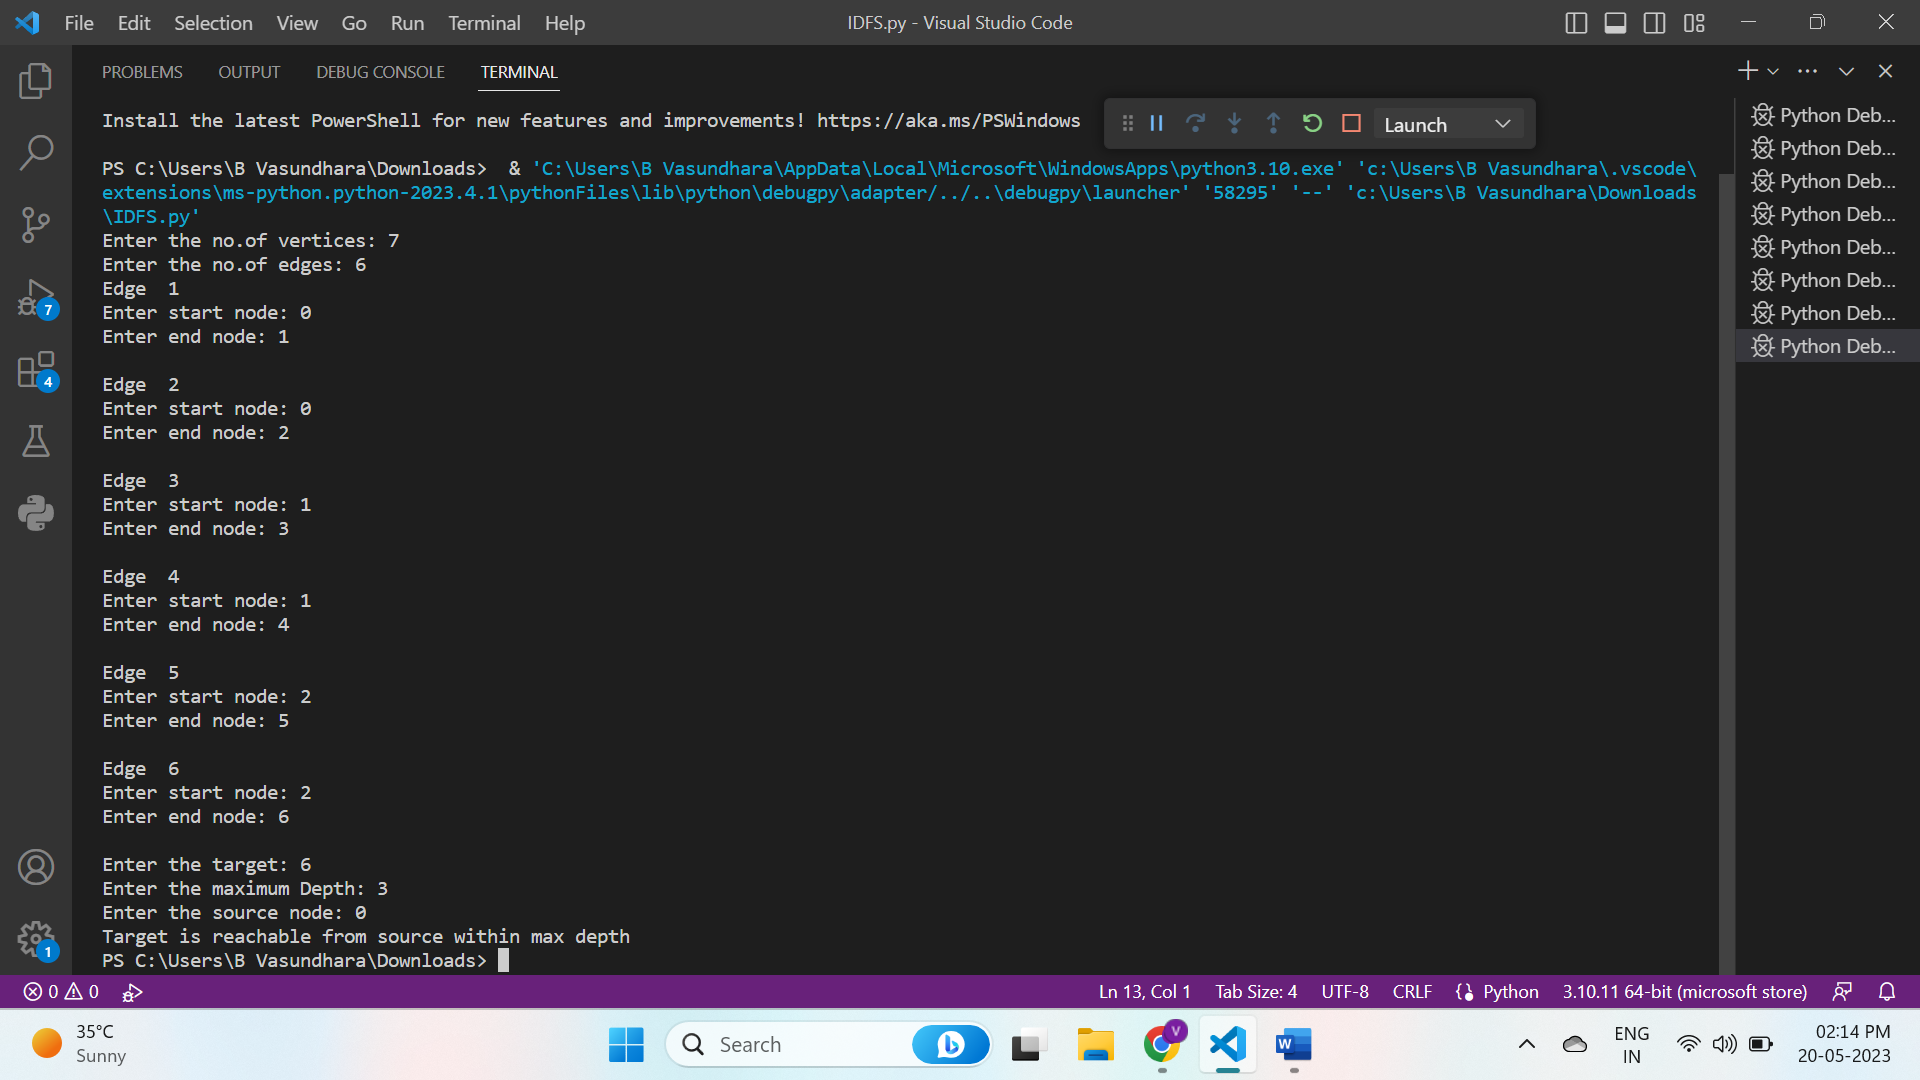 File Edit Selection View Go Run Terminal Help IDFS.py - Visual Studio Code
PROBLEMS OUTPUT DEBUG CONSOLE TERMINAL
Launch
Install the latest PowerShell for new features and improvements! https://aka.ms/PSWindows
PS C:\Users\B Vasundhara\Downloads>  & 'C:\Users\B Vasundhara\AppData\Local\Microsoft\WindowsApps\python3.10.exe' 'c:\Users\B Vasundhara\.vscode\
extensions\ms-python.python-2023.4.1\pythonFiles\lib\python\debugpy\adapter/../..\debugpy\launcher' '58295' '--' 'c:\Users\B Vasundhara\Downloads
\IDFS.py'
Enter the no.of vertices: 7
Enter the no.of edges: 6
Edge  1
Enter start node: 0
Enter end node: 1
Edge  2
Enter start node: 0
Enter end node: 2
Edge  3
Enter start node: 1
Enter end node: 3
Edge  4
Enter start node: 1
Enter end node: 4
Edge  5
Enter start node: 2
Enter end node: 5
Edge  6
Enter start node: 2
Enter end node: 6
Enter the target: 6
Enter the maximum Depth: 3
Enter the source node: 0
Target is reachable from source within max depth
PS C:\Users\B Vasundhara\Downloads>
Python Deb...
Python Deb...
Python Deb...
Python Deb...
Python Deb...
Python Deb...
Python Deb...
Python Deb...
7
4
1
0 0 Ln 13, Col 1 Tab Size: 4 UTF-8 CRLF {} Python 3.10.11 64-bit (microsoft store)
35°C
Sunny
Search
V
W
ENG
IN
02:14 PM
20-05-2023